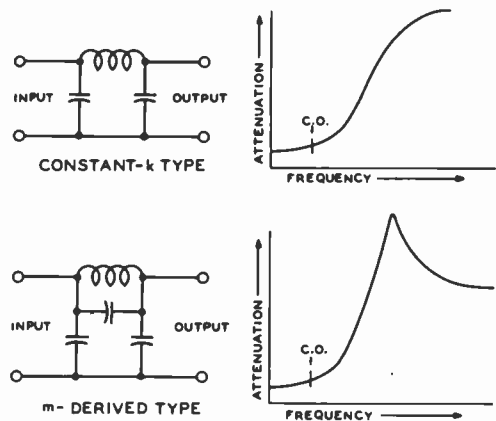 INPUT
OUTPUT
CONSTANT-k TYPE
ATTENUATION
C.O.
FREQUENCY
INPUT
OUTPUT
m-DERIVED TYPE
ATTENUATION
C.O.
FREQUENCY